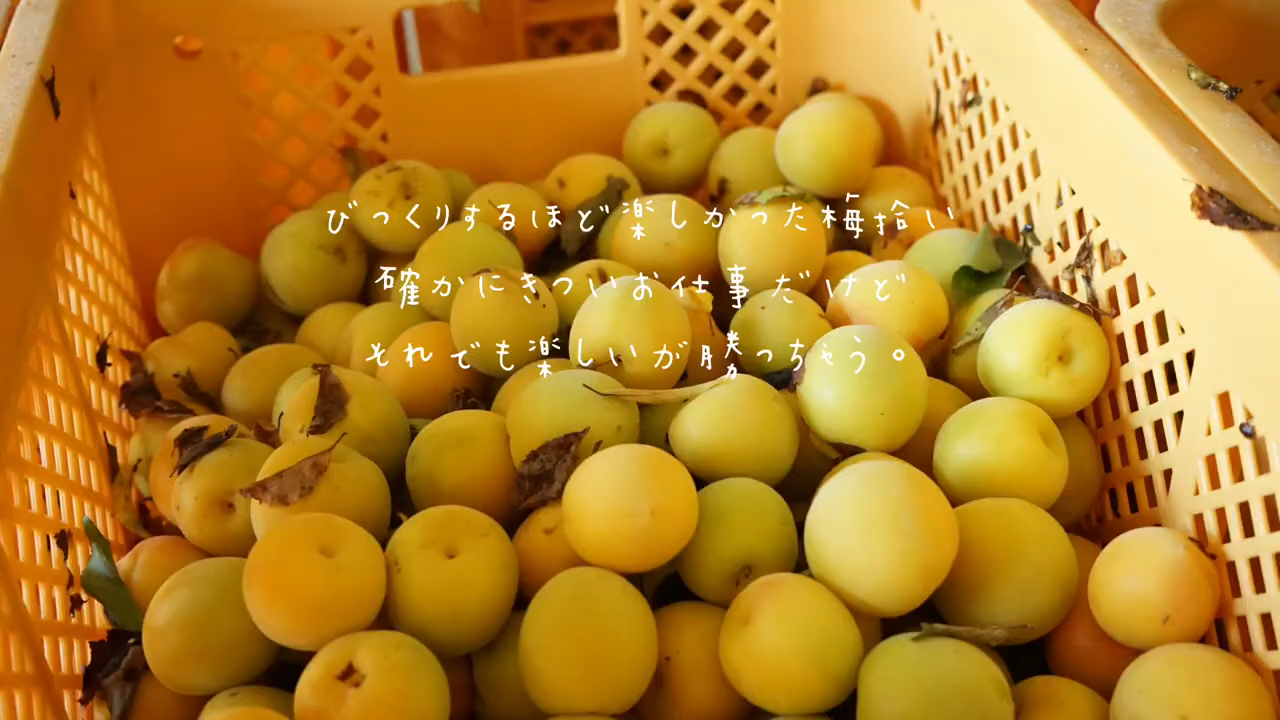 びっくりするほど楽しかった梅拾い
確かにきついお仕事だけど
それでも楽しいが勝っちゃう。